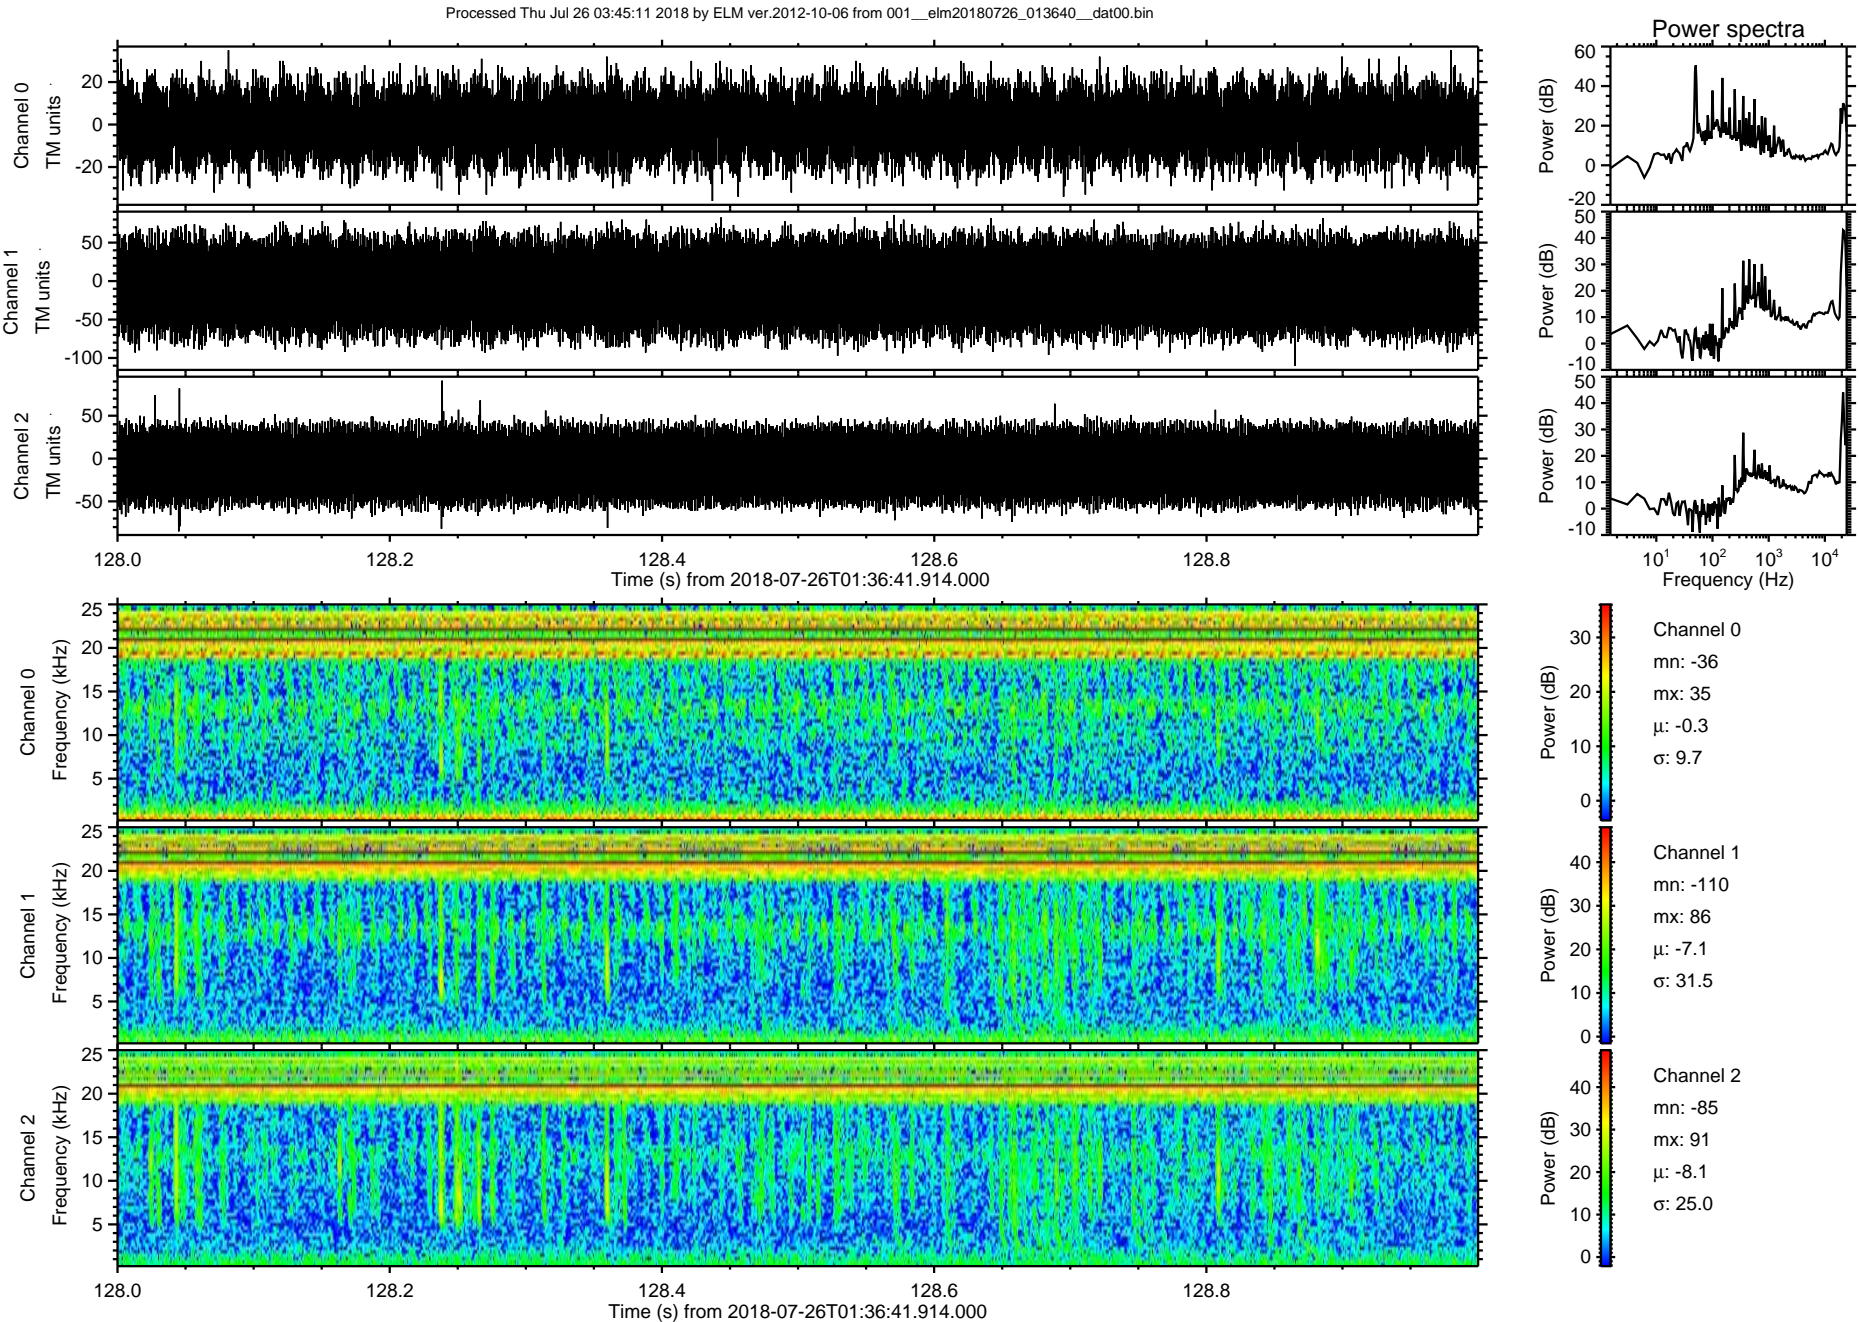 Processed Thu Jul 26 03:45:11 2018 by ELM ver.2012-10-06 from 001__elm20180726_013640__dat00.bin
Power spectra
Channel 0
TM units
20
0
-20
Power (dB)
60
40
20
0
-20
Channel 1
TM units
50
0
-50
-100
Power (dB)
50
40
30
20
10
0
-10
Channel 2
TM units
50
0
-50
Power (dB)
50
40
30
20
10
0
-10
128.0 128.2 128.4 128.6 128.8
Time (s) from 2018-07-26T01:36:41.914.000
10¹ 10² 10³ 10⁴
Frequency (Hz)
Channel 0
Frequency (kHz)
25
20
15
10
5
Power (dB)
30
20
10
0
Channel 0
mn: -36
mx: 35
μ: -0.3
σ: 9.7
Channel 1
Frequency (kHz)
25
20
15
10
5
Power (dB)
40
30
20
10
0
Channel 1
mn: -110
mx: 86
μ: -7.1
σ: 31.5
Channel 2
Frequency (kHz)
25
20
15
10
5
Power (dB)
40
30
20
10
0
Channel 2
mn: -85
mx: 91
μ: -8.1
σ: 25.0
128.0 128.2 128.4 128.6 128.8
Time (s) from 2018-07-26T01:36:41.914.000